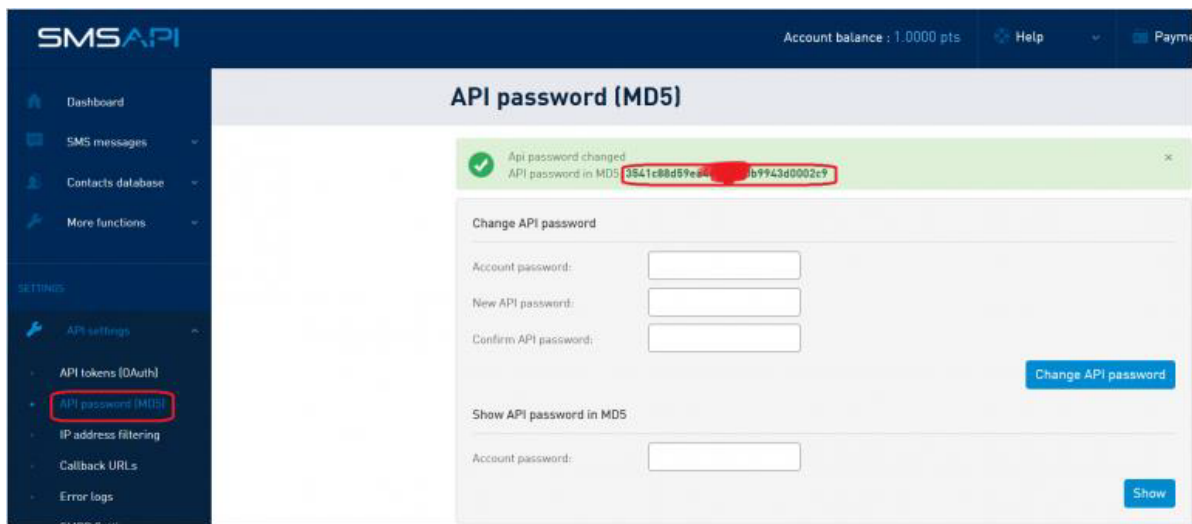 SMSAPI
Account balance : 1.0000 pts
Help
Payme
Dashboard
SMS messages
Contacts database
More functions
SETTINGS
API settings
API tokens (OAuth)
API password (MD5)
IP address filtering
Callback URLs
Error logs
API password (MD5)
Api password changed
API password in MD5
Change API password
Account password:
New API password:
Confirm API password:
Change API password
Show API password in MD5
Account password:
Show